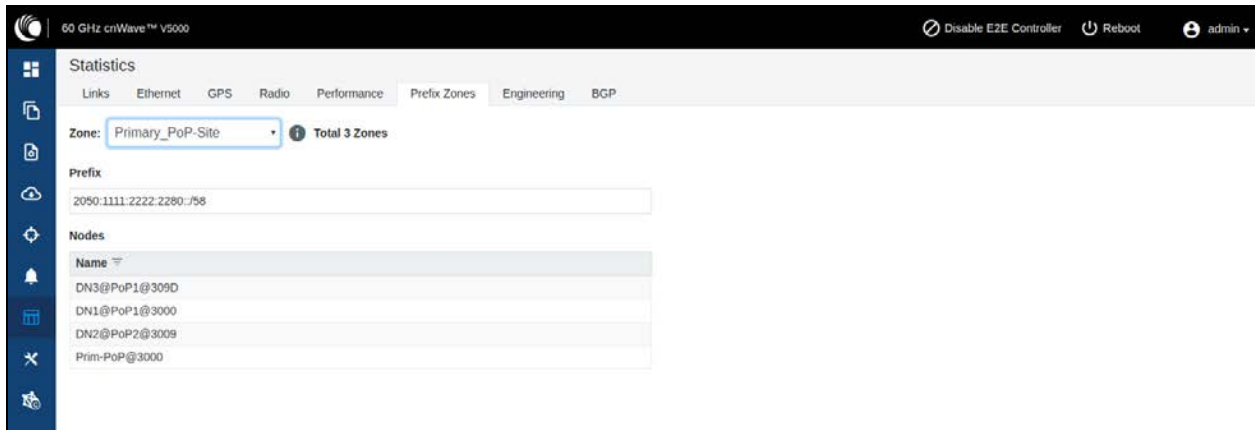 60 GHz cnWave™ V5000 Disable E2E Controller Reboot admin
Statistics
Links Ethernet GPS Radio Performance Prefix Zones Engineering BGP
Zone: Primary_PoP-Site Total 3 Zones
Prefix
2050:1111:2222:2280::/58
Nodes
Name
DN3@PoP1@309D
DN1@PoP1@3000
DN2@PoP2@3009
Prim-PoP@3000